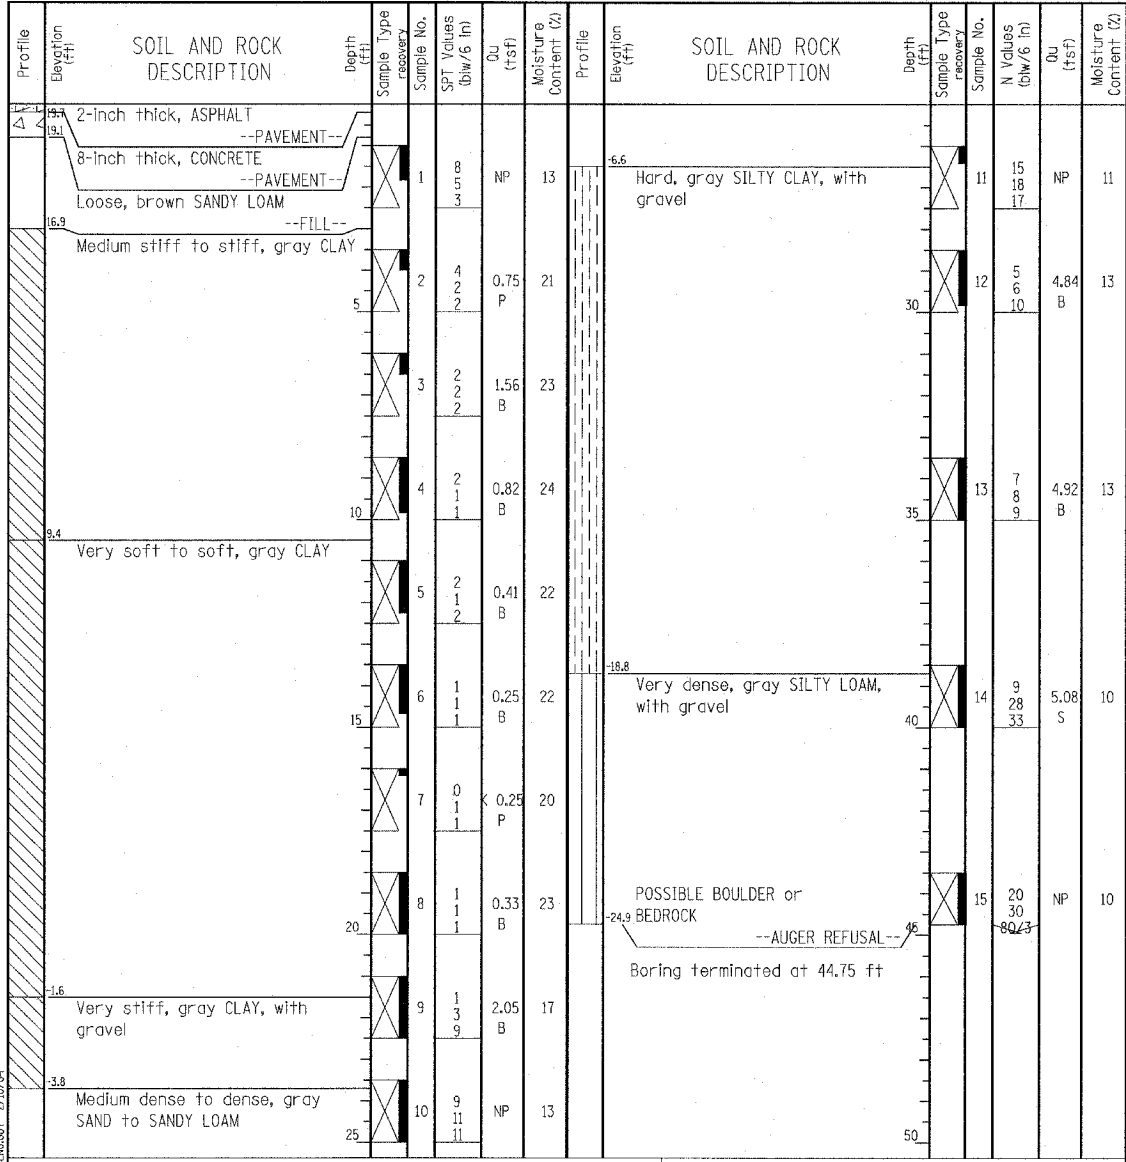 Profile
Elevation (ft)
SOIL AND ROCK
DESCRIPTION
Depth (ft)
Sample Type
recovery
Sample No.
SPT Values
(blw/6 in)
Qu
(tsf)
Moisture
Content (%)
19.7 2-inch thick, ASPHALT
--PAVEMENT--
19.1
8-inch thick, CONCRETE
--PAVEMENT--
Loose, brown SANDY LOAM
--FILL--
1 8 5 3 NP 13
16.9
Medium stiff to stiff, gray CLAY
2 4 2 2 0.75 P 21
5
3 2 2 2 1.56 B 23
4 2 1 1 0.82 B 24
10
9.4
Very soft to soft, gray CLAY
5 2 1 2 0.41 B 22
6 1 1 1 0.25 B 22
15
7 0 1 1 < 0.25 P 20
8 1 1 1 0.33 B 23
20
-1.6
Very stiff, gray CLAY, with
gravel
9 1 3 9 2.05 B 17
-3.8
Medium dense to dense, gray
SAND to SANDY LOAM
10 9 11 11 NP 13
25
Profile
Elevation (ft)
SOIL AND ROCK
DESCRIPTION
Depth (ft)
Sample Type
recovery
Sample No.
N Values
(blw/6 in)
Qu
(tsf)
Moisture
Content (%)
-6.6
Hard, gray SILTY CLAY, with
gravel
11 15 18 17 NP 11
12 5 6 10 4.84 B 13
30
13 7 8 9 4.92 B 13
35
-18.8
Very dense, gray SILTY LOAM,
with gravel
14 9 28 33 5.08 S 10
40
POSSIBLE BOULDER or
-24.9 BEDROCK
--AUGER REFUSAL--
15 20 30 80/3 NP 10
45
Boring terminated at 44.75 ft
50